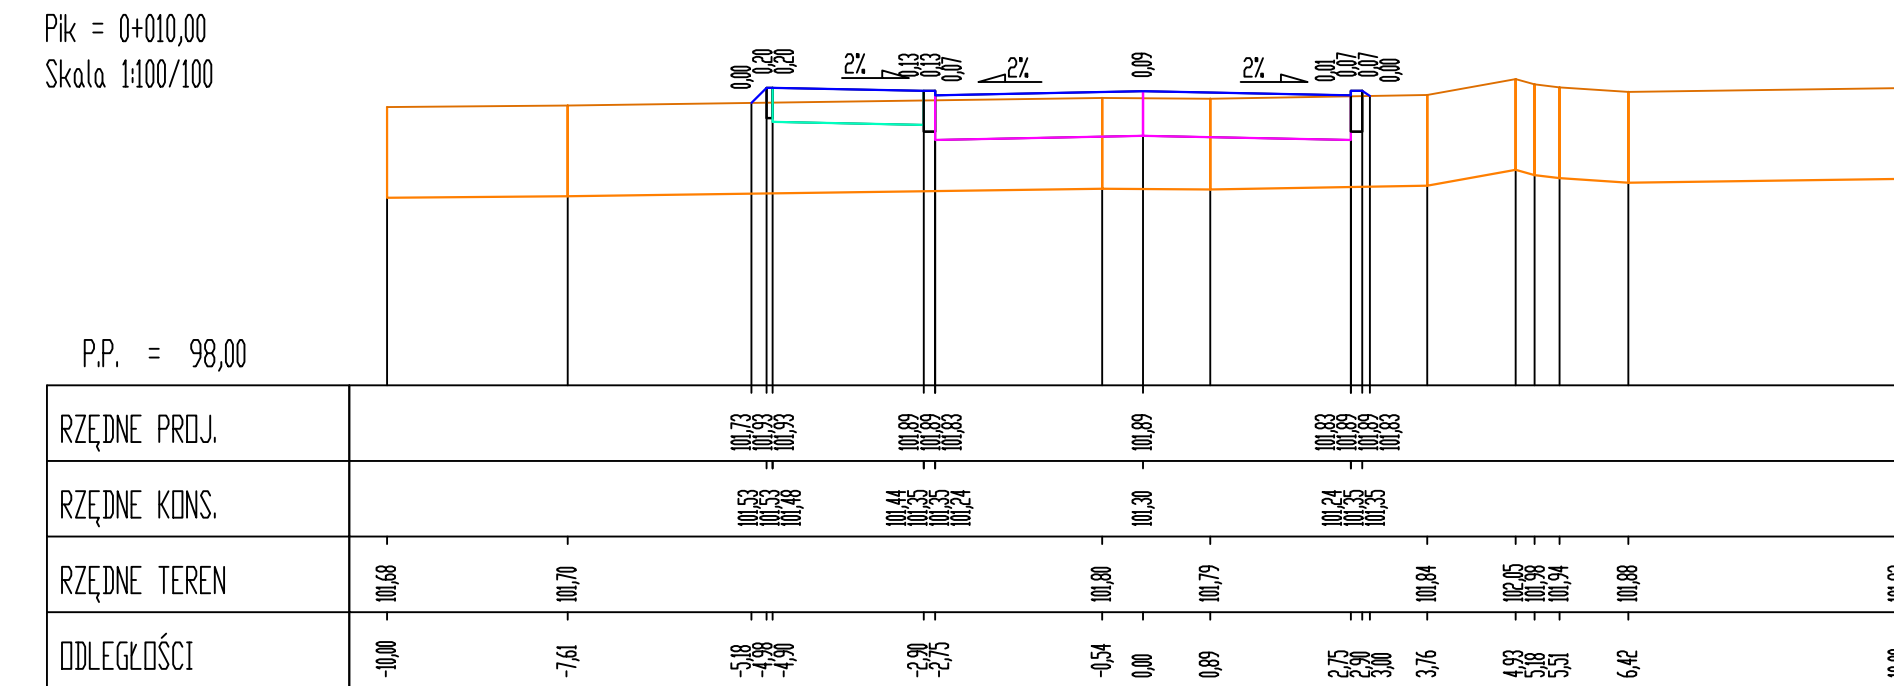 Pik = 0+010,00
Skala 1:100/100
0,00 0,20 0,20 2% 0,13 0,13 0,07 2% 0,09 2% 0,01 0,07 0,07 0,00
P.P. = 98,00
RZĘDNE PROJ. 101,73 101,93 101,93 101,89 101,89 101,83 101,89 101,83 101,89 101,89 101,83
RZĘDNE KONS. 101,53 101,53 101,48 101,44 101,35 101,35 101,24 101,30 101,24 101,35 101,35
RZĘDNE TEREN 101,68 101,70 101,80 101,79 101,84 102,05 101,98 101,94 101,88
ODLEGŁOŚCI -10,00 -7,61 -5,18 -4,98 -4,90 -2,90 -2,75 -0,54 0,00 0,89 2,75 2,90 3,00 3,76 4,93 5,18 5,51 6,42